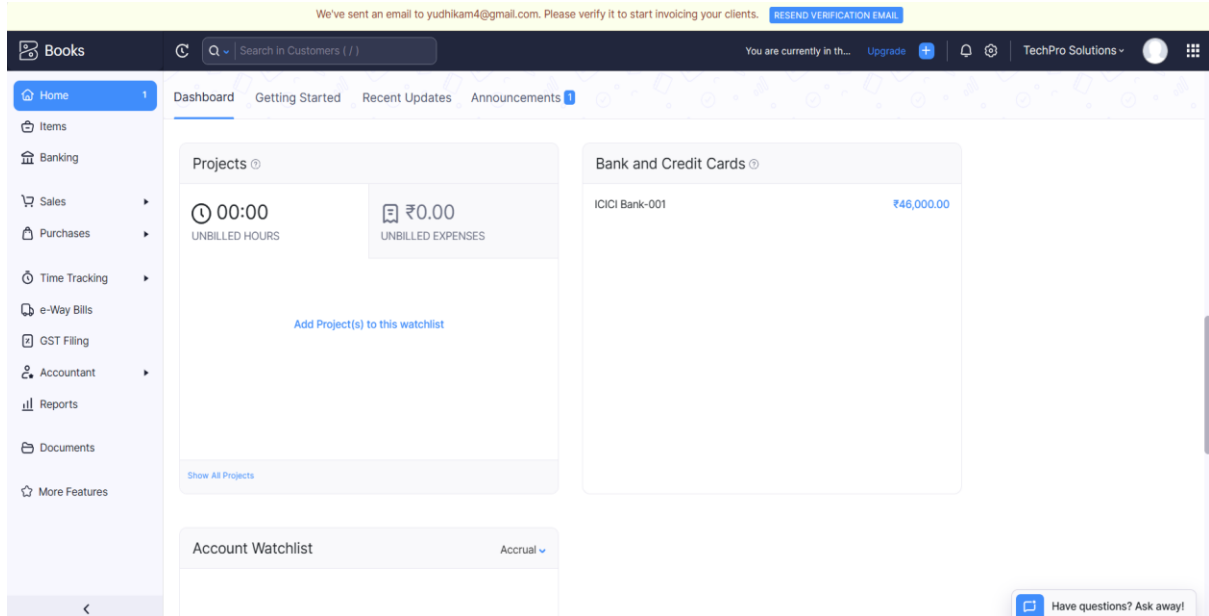 We've sent an email to yudhikam4@gmail.com. Please verify it to start invoicing your clients. RESEND VERIFICATION EMAIL
Books
Search in Customers ( / )
You are currently in th... Upgrade
TechPro Solutions
Home 1
Items
Banking
Sales
Purchases
Time Tracking
e-Way Bills
GST Filing
Accountant
Reports
Documents
More Features
Dashboard Getting Started Recent Updates Announcements 1
Projects
00:00
UNBILLED HOURS
₹0.00
UNBILLED EXPENSES
Add Project(s) to this watchlist
Show All Projects
Bank and Credit Cards
ICICI Bank-001 ₹46,000.00
Account Watchlist Accrual
Have questions? Ask away!